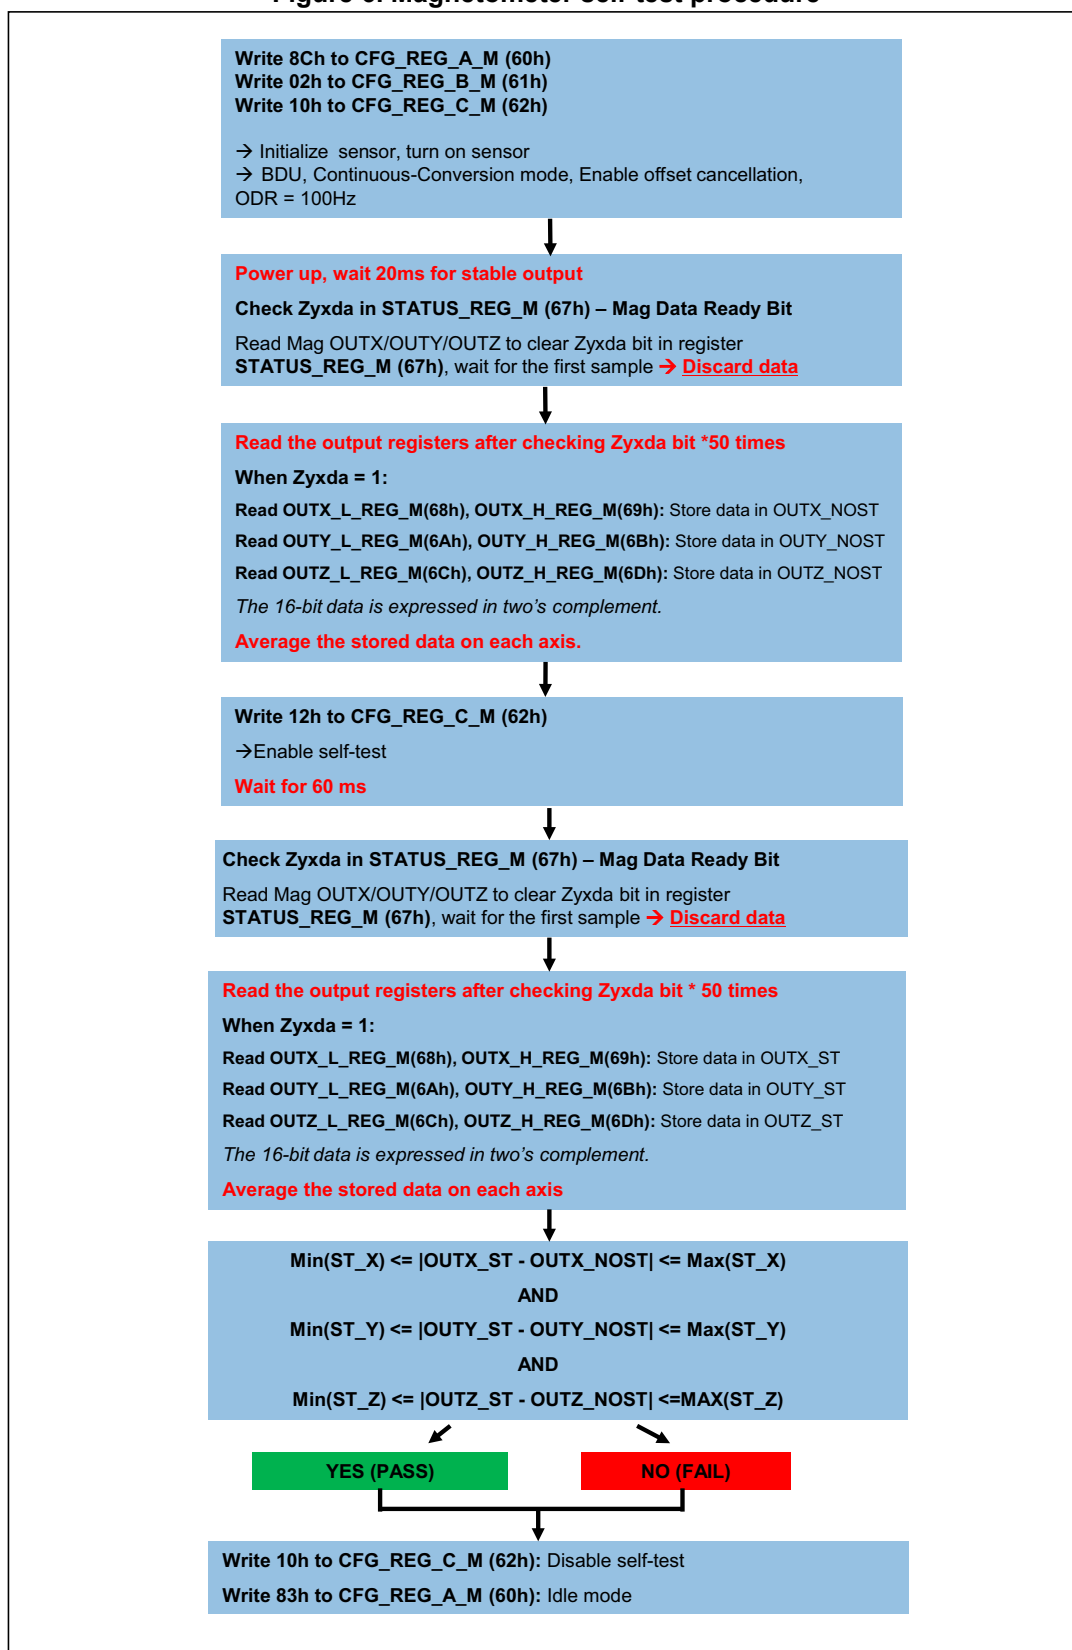 Figure 6. Magnetometer self-test procedure
Write 8Ch to CFG_REG_A_M (60h)
Write 02h to CFG_REG_B_M (61h)
Write 10h to CFG_REG_C_M (62h)
→ Initialize sensor, turn on sensor
→ BDU, Continuous-Conversion mode, Enable offset cancellation,
ODR = 100Hz
Power up, wait 20ms for stable output
Check Zyxda in STATUS_REG_M (67h) – Mag Data Ready Bit
Read Mag OUTX/OUTY/OUTZ to clear Zyxda bit in register
STATUS_REG_M (67h), wait for the first sample → Discard data
Read the output registers after checking Zyxda bit *50 times
When Zyxda = 1:
Read OUTX_L_REG_M(68h), OUTX_H_REG_M(69h): Store data in OUTX_NOST
Read OUTY_L_REG_M(6Ah), OUTY_H_REG_M(6Bh): Store data in OUTY_NOST
Read OUTZ_L_REG_M(6Ch), OUTZ_H_REG_M(6Dh): Store data in OUTZ_NOST
The 16-bit data is expressed in two's complement.
Average the stored data on each axis.
Write 12h to CFG_REG_C_M (62h)
→Enable self-test
Wait for 60 ms
Check Zyxda in STATUS_REG_M (67h) – Mag Data Ready Bit
Read Mag OUTX/OUTY/OUTZ to clear Zyxda bit in register
STATUS_REG_M (67h), wait for the first sample → Discard data
Read the output registers after checking Zyxda bit * 50 times
When Zyxda = 1:
Read OUTX_L_REG_M(68h), OUTX_H_REG_M(69h): Store data in OUTX_ST
Read OUTY_L_REG_M(6Ah), OUTY_H_REG_M(6Bh): Store data in OUTY_ST
Read OUTZ_L_REG_M(6Ch), OUTZ_H_REG_M(6Dh): Store data in OUTZ_ST
The 16-bit data is expressed in two's complement.
Average the stored data on each axis
Min(ST_X) <= |OUTX_ST - OUTX_NOST| <= Max(ST_X)
AND
Min(ST_Y) <= |OUTY_ST - OUTY_NOST| <= Max(ST_Y)
AND
Min(ST_Z) <= |OUTZ_ST - OUTZ_NOST| <=MAX(ST_Z)
YES (PASS)
NO (FAIL)
Write 10h to CFG_REG_C_M (62h): Disable self-test
Write 83h to CFG_REG_A_M (60h): Idle mode